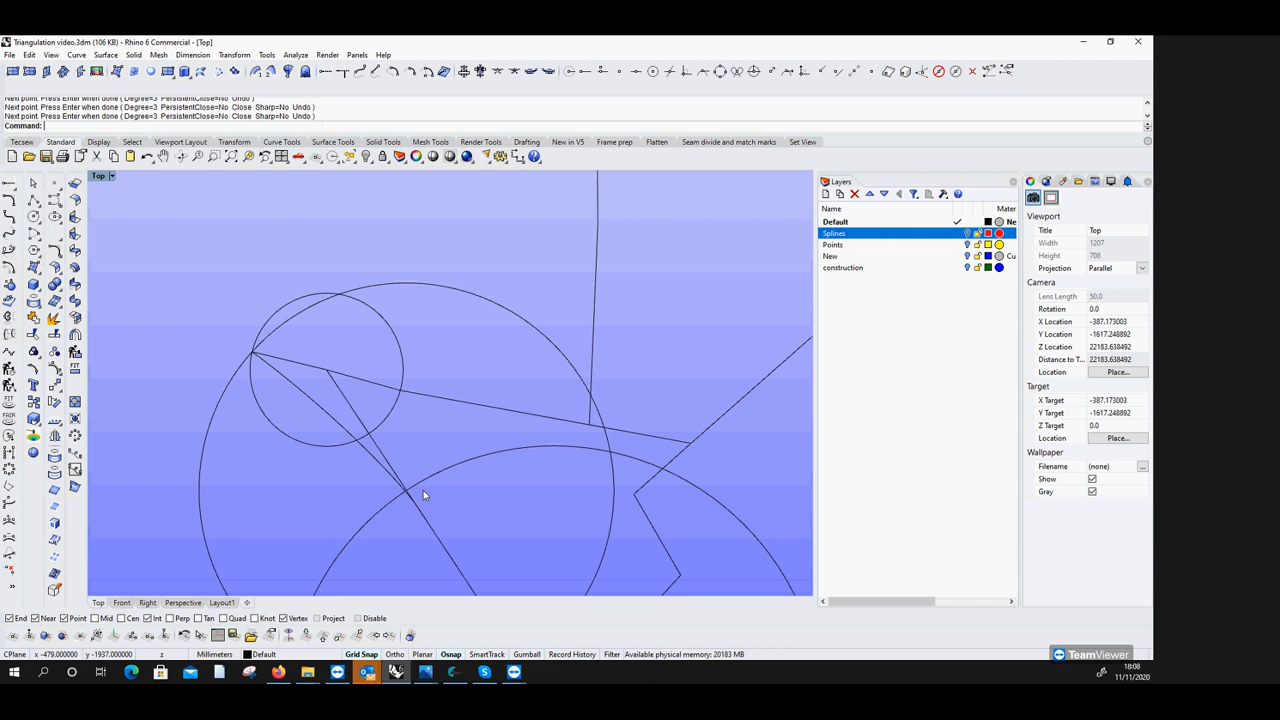 Triangulation video.3dm (106 KB) - Rhino 6 Commercial - [Top]
File Edit View Curve Surface Solid Mesh Dimension Transform Tools Analyze Render Panels Help
Next point. Press Enter when done ( Degree=3 PersistentClose=No Undo )
Next point. Press Enter when done ( Degree=3 PersistentClose=No Close Sharp=No Undo )
Next point. Press Enter when done ( Degree=3 PersistentClose=No Close Sharp=No Undo )
Command:
Tecsew Standard Display Select Viewport Layout Transform Curve Tools Surface Tools Solid Tools Mesh Tools Render Tools Drafting New in V5 Frame prep Flatten Seam divide and match marks Set View
Top
Layers
Name Mater
Default Ne
Splines
Points
New Cu
construction
Viewport
Title Top
Width 1207
Height 708
Projection Parallel
Camera
Lens Length 50.0
Rotation 0.0
X Location -387.173003
Y Location -1617.248892
Z Location 22183.638492
Distance to T... 22183.638492
Location Place...
Target
X Target -387.173003
Y Target -1617.248892
Z Target 0.0
Location Place...
Wallpaper
Filename (none) ...
Show
Gray
FIT
FIT
FAIR
Top Front Right Perspective Layout1
End Near Point Mid Cen Int Perp Tan Quad Knot Vertex Project Disable
CPlane x -479.000000 y -1937.000000 z Millimeters Default Grid Snap Ortho Planar Osnap SmartTrack Gumball Record History Filter Available physical memory: 20183 MB
TeamViewer
18:08
11/11/2020